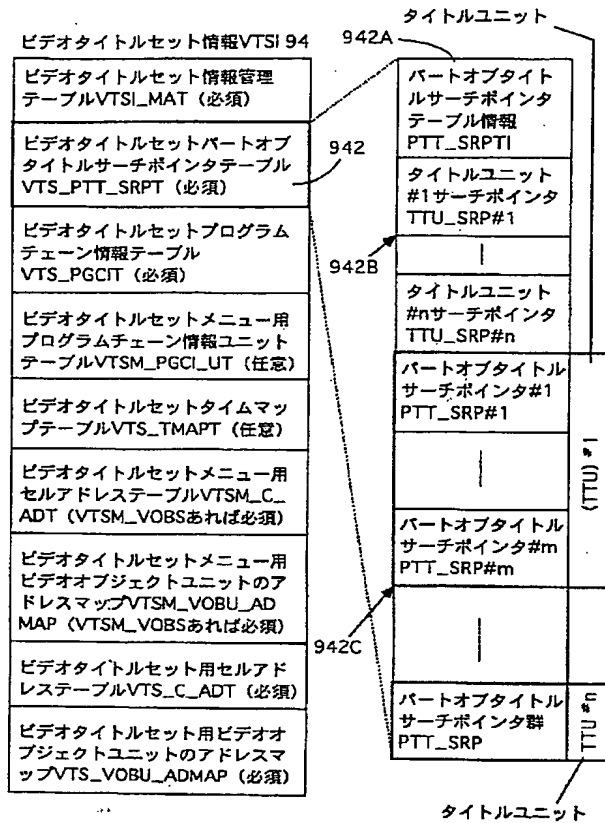 ビデオタイトルセット情報VTSI 94
ビデオタイトルセット情報管理
テーブルVTSI_MAT（必須）
ビデオタイトルセットパートオブ
タイトルサーチポインタテーブル
VTS_PTT_SRPT（必須）
ビデオタイトルセットプログラム
チェーン情報テーブル
VTS_PGCIT（必須）
ビデオタイトルセットメニュー用
プログラムチェーン情報ユニット
テーブルVTSM_PGCI_UT（任意）
ビデオタイトルセットタイムマッ
プテーブルVTS_TMAPT（任意）
ビデオタイトルセットメニュー用
セルアドレステーブルVTSM_C_
ADT（VTSM_VOBSあれば必須）
ビデオタイトルセットメニュー用
ビデオオブジェクトユニットのア
ドレスマップVTSM_VOBU_AD
MAP（VTSM_VOBSあれば必須）
ビデオタイトルセット用セルアド
レステーブルVTS_C_ADT（必須）
ビデオタイトルセット用ビデオオ
ブジェクトユニットのアドレスマ
ップVTS_VOBU_ADMAP（必須）
942
942A
942B
942C
タイトルユニット
パートオブタイト
ルサーチポインタ
テーブル情報
PTT_SRPTI
タイトルユニット
#1サーチポインタ
TTU_SRP#1
タイトルユニット
#nサーチポインタ
TTU_SRP#n
パートオブタイトル
サーチポインタ#1
PTT_SRP#1
パートオブタイトル
サーチポインタ#m
PTT_SRP#m
(TTU) #1
パートオブタイトル
サーチポインタ群
PTT_SRP
TTU #n
タイトルユニット